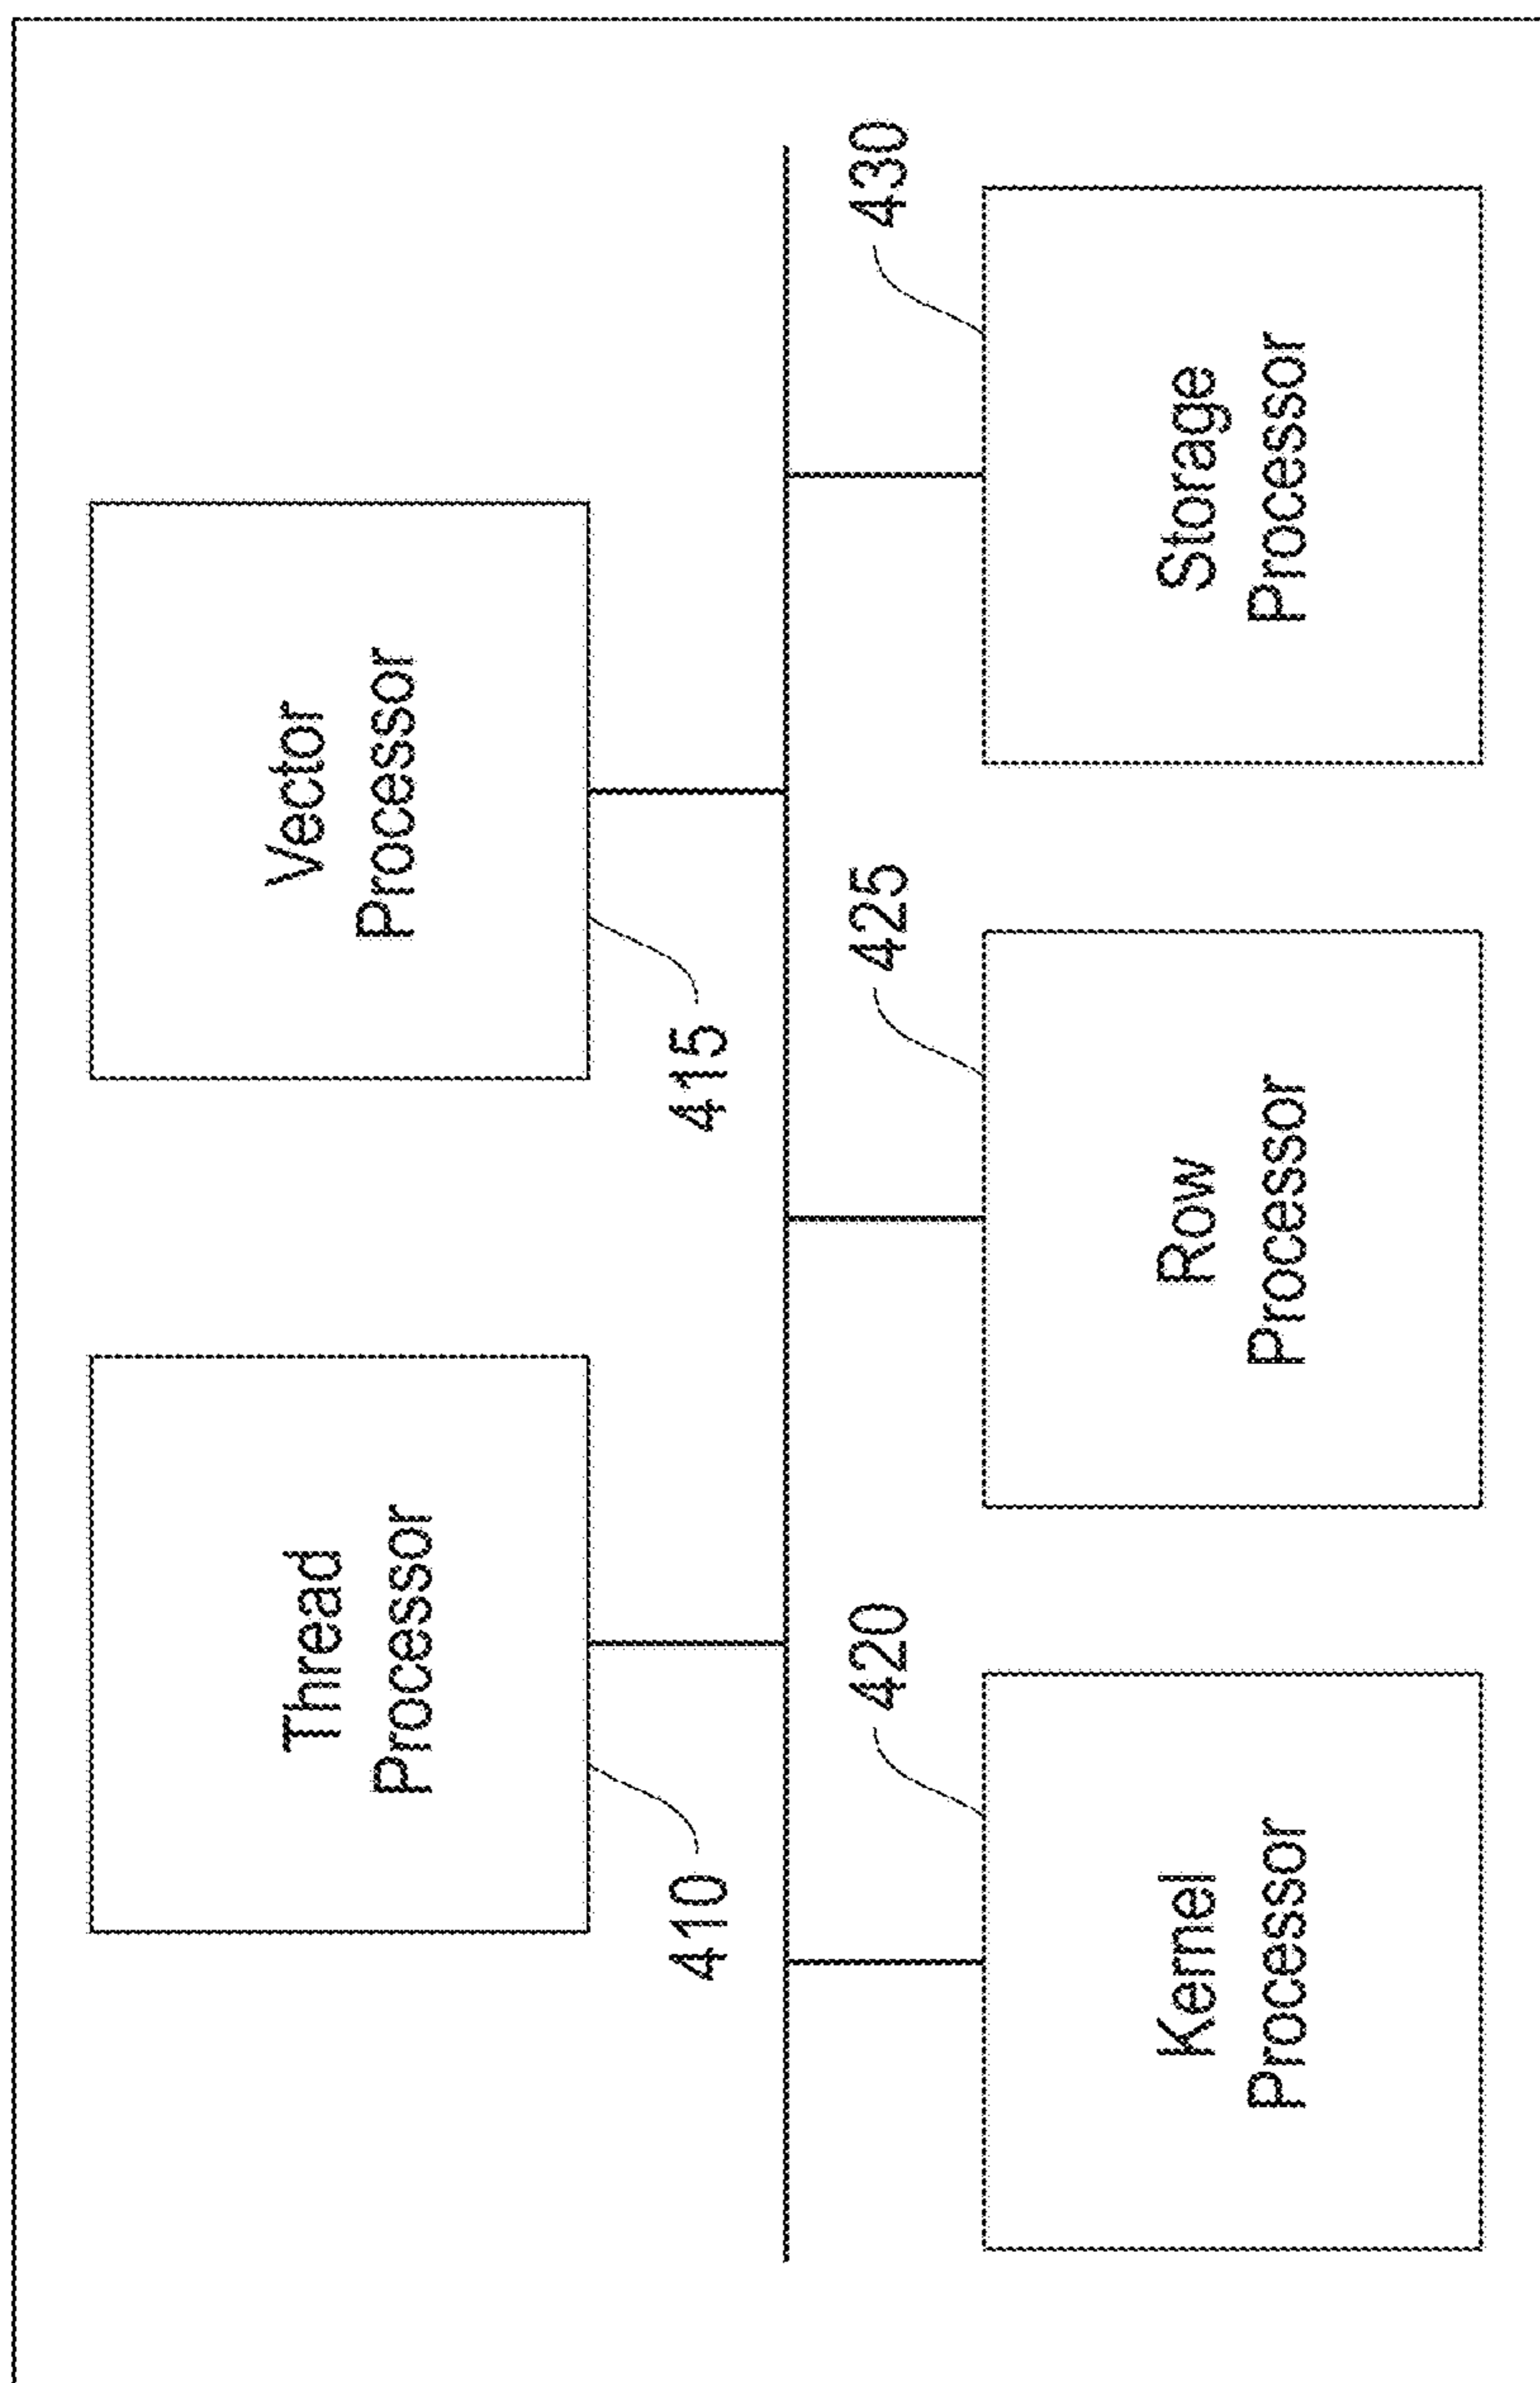 Thread
Processor
410
Vector
Processor
415
420
Kernel
Processor
425
Row
Processor
430
Storage
Processor